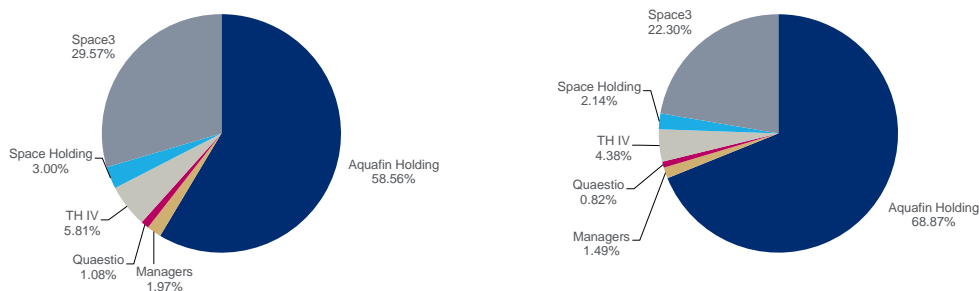 Space3
29.57%
Space Holding
3.00%
TH IV
5.81%
Quaestio
1.08%
Managers
1.97%
Aquafin Holding
58.56%
Space3
22.30%
Space Holding
2.14%
TH IV
4.38%
Quaestio
0.82%
Managers
1.49%
Aquafin Holding
68.87%